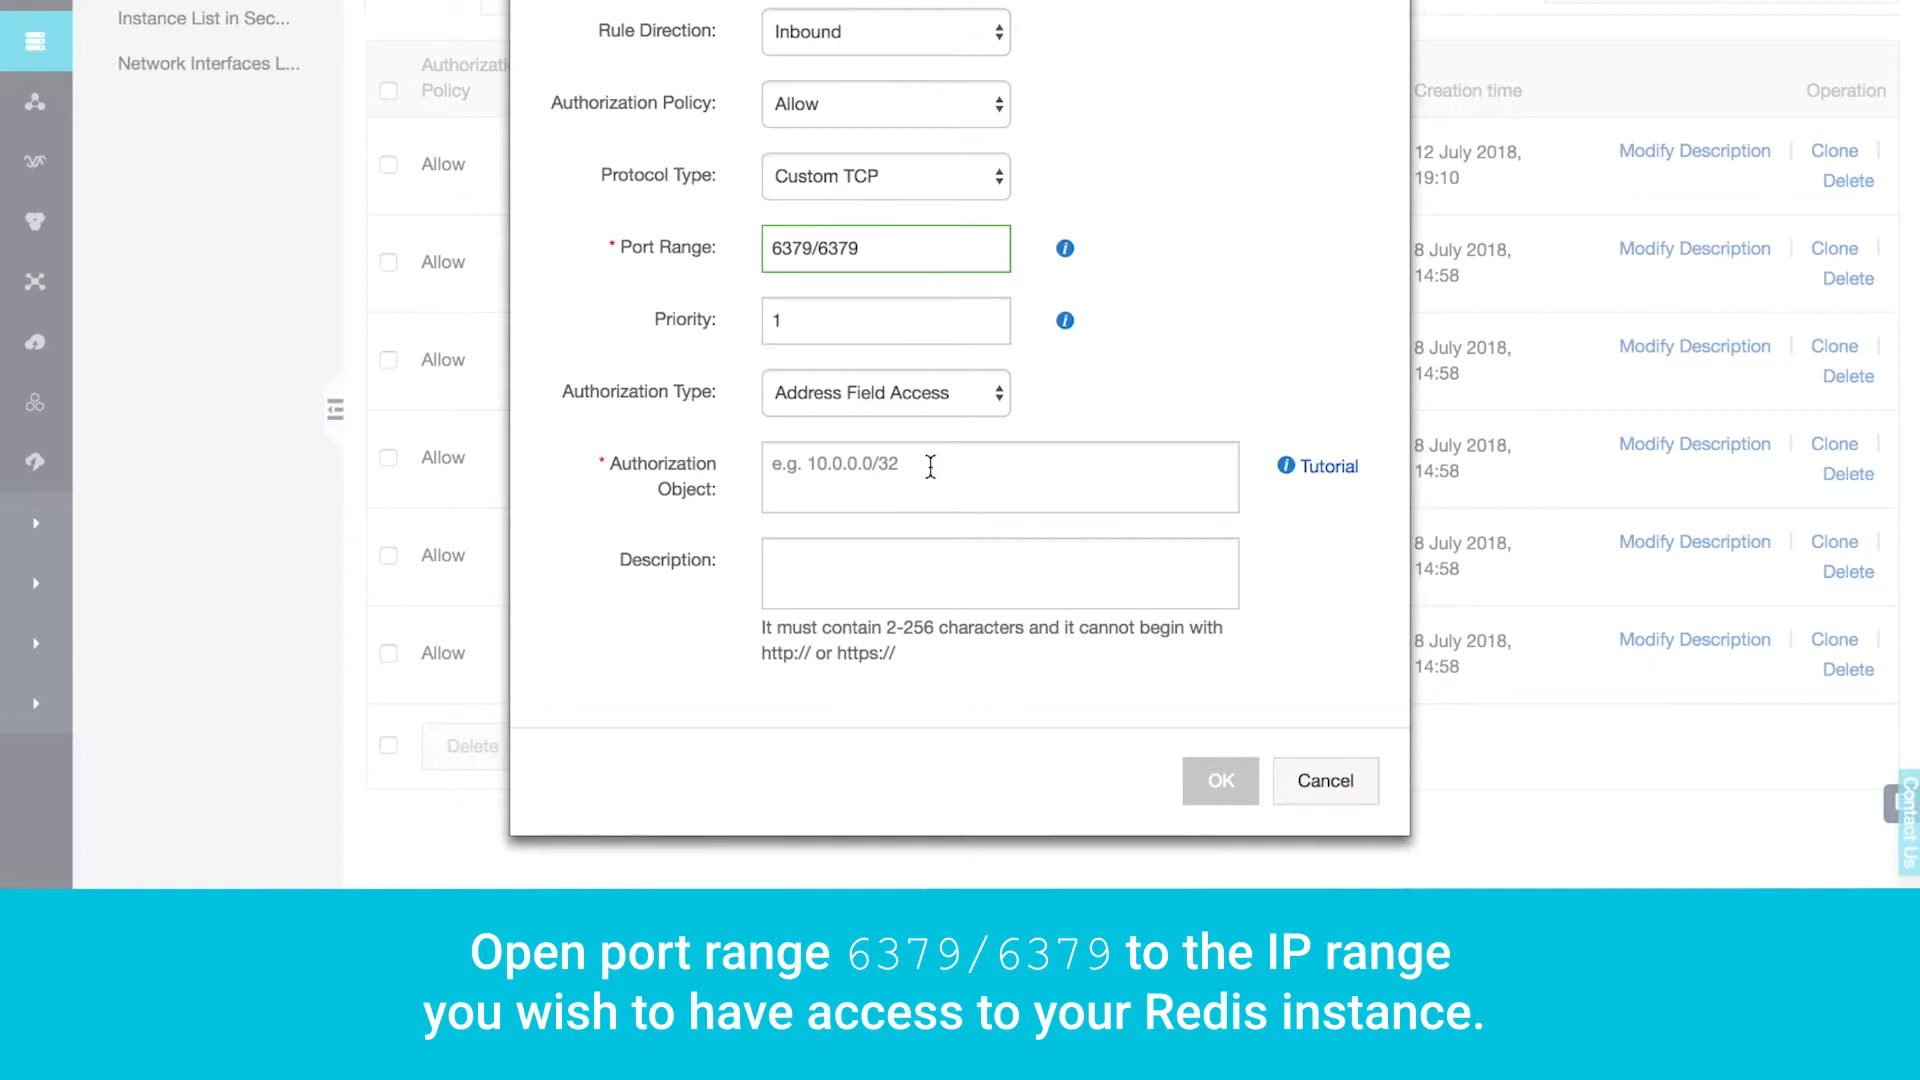 Instance List in Sec...
Network Interfaces L...
Rule Direction:
Inbound
Authorization Policy:
Allow
Protocol Type:
Custom TCP
* Port Range:
6379/6379
Priority:
1
Authorization Type:
Address Field Access
* Authorization
Object:
e.g. 10.0.0.0/32
Tutorial
Description:
It must contain 2-256 characters and it cannot begin with
http:// or https://
OK
Cancel
Authorizati
Policy
Creation time
Operation
Allow
12 July 2018,
19:10
Modify Description
Clone
Delete
Allow
8 July 2018,
14:58
Modify Description
Clone
Delete
Allow
8 July 2018,
14:58
Modify Description
Clone
Delete
Allow
8 July 2018,
14:58
Modify Description
Clone
Delete
Allow
8 July 2018,
14:58
Modify Description
Clone
Delete
Allow
8 July 2018,
14:58
Modify Description
Clone
Delete
Delete
Contact Us
Open port range 6379/6379 to the IP range
you wish to have access to your Redis instance.